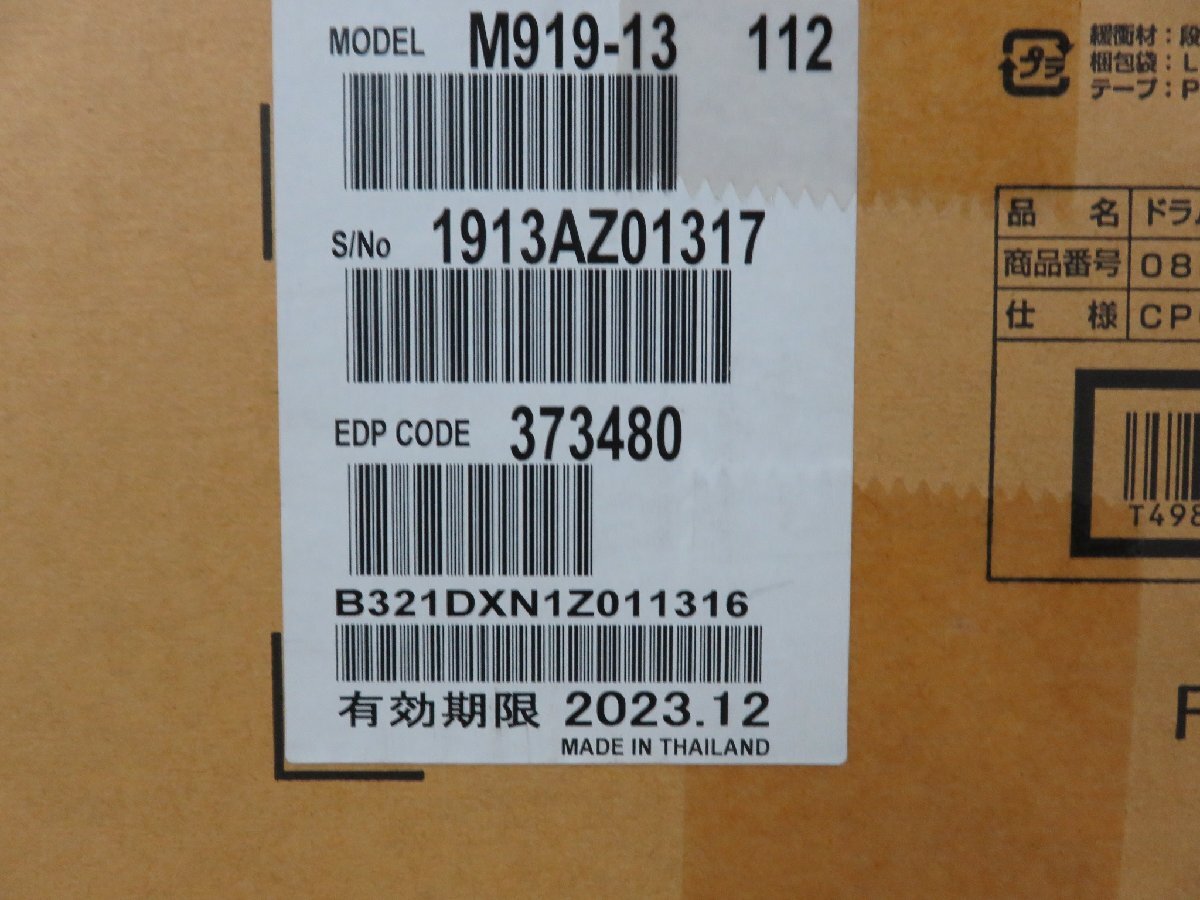 MODEL M919-13 112
S/No 1913AZ01317
EDP CODE 373480
B321DXN1Z011316
有効期限 2023.12
MADE IN THAILAND
プラ
緩衝材：段
梱包袋：L
テープ：P
品 名 ドラ
商品番号 08
仕 様 CP
T498